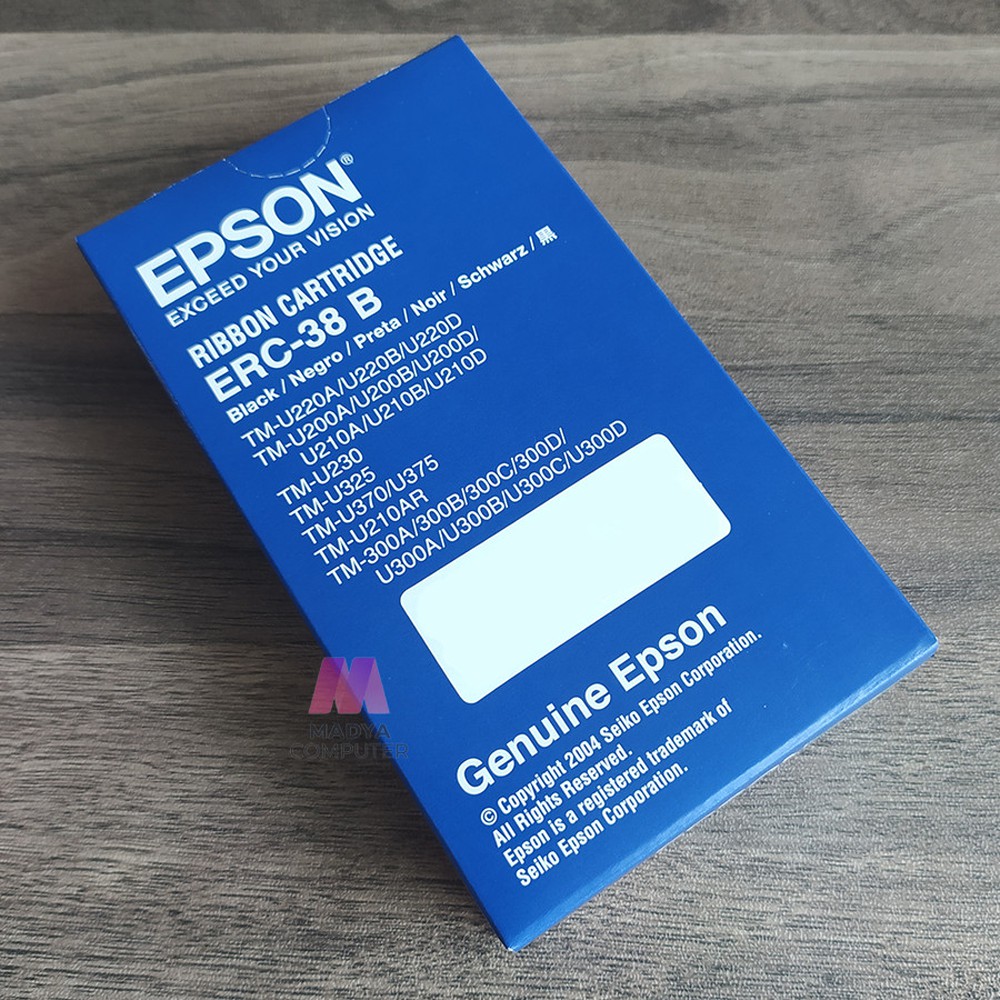 EPSON®
EXCEED YOUR VISION
RIBBON CARTRIDGE
ERC-38 B
Black / Negro / Preta / Noir / Schwarz / 黒
TM-U220A/U220B/U220D
TM-U200A/U200B/U200D/
U210A/U210B/U210D
TM-U230
TM-U325
TM-U370/U375
TM-U210AR
TM-300A/300B/300C/300D/
U300A/U300B/U300C/U300D
Genuine Epson
© Copyright 2004 Seiko Epson Corporation.
All Rights Reserved.
Epson is a registered trademark of
Seiko Epson Corporation.
MADYA
COMPUTER